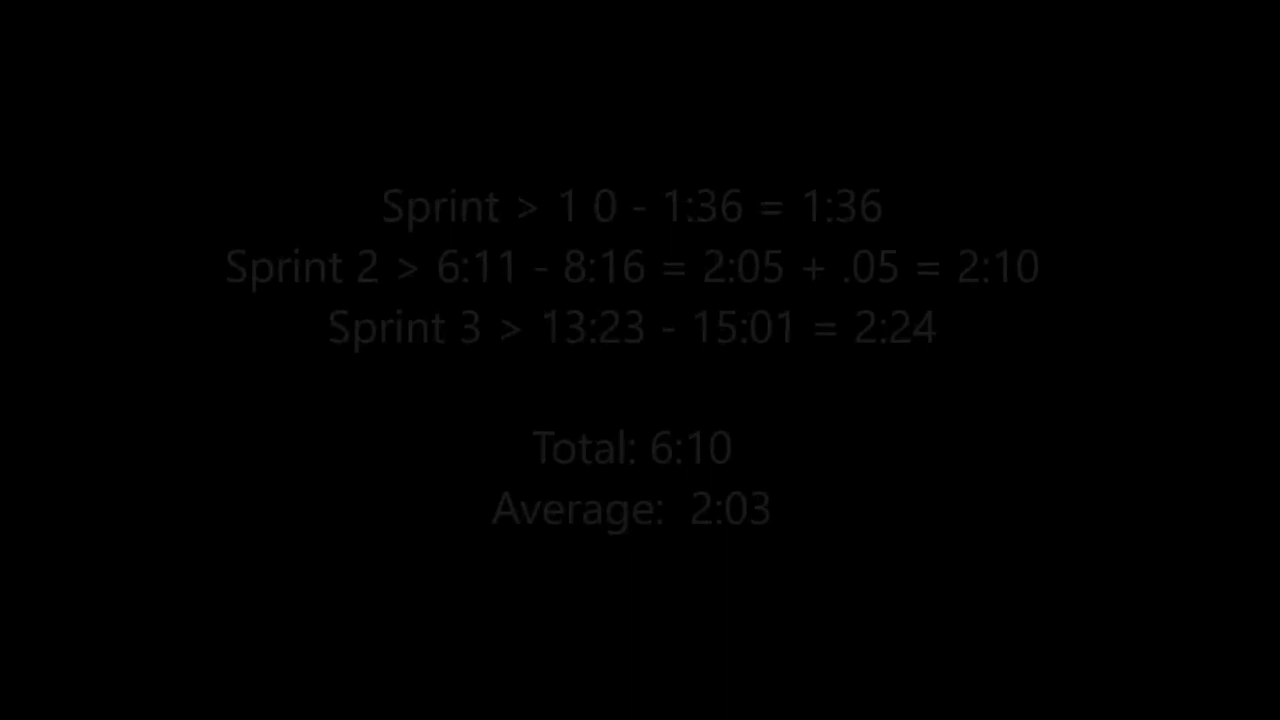 Sprint > 1 0 - 1:36 = 1:36
Sprint 2 > 6:11 - 8:16 = 2:05 + .05 = 2:10
Sprint 3 > 13:23 - 15:01 = 2:24
Total: 6:10
Average: 2:03